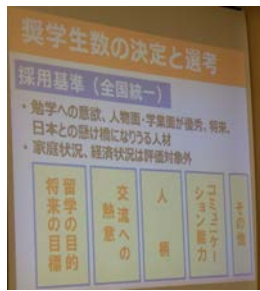 奨学生数の決定と選考
採用基準（全国統一）
・勉学への意欲、人物面・学業面が優秀、将来、
日本との懸け橋になりうる人材
・家庭状況、経済状況は評価対象外
留学の目的
将来の目標
交流への
熱意
人柄
コミュニケー
ション能力
その他